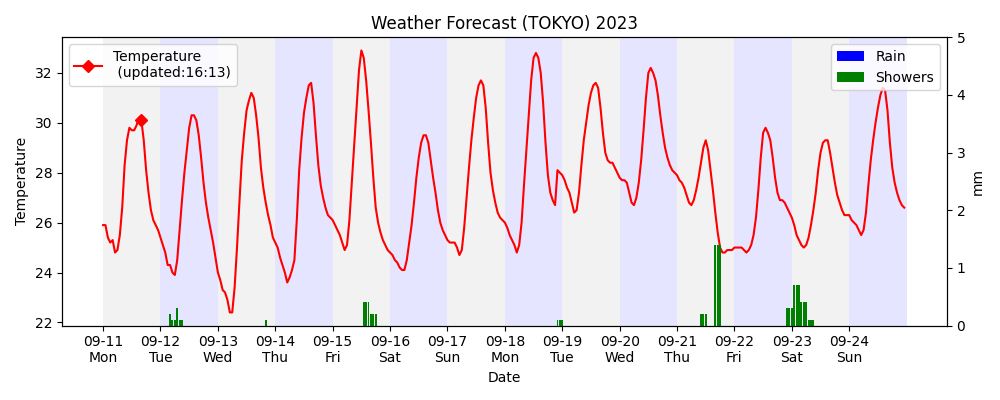 Weather Forecast (TOKYO) 2023
Temperature
(updated:16:13)
Rain
Showers
Temperature
32
30
28
26
24
22
5
4
3
2
1
0
mm
09-11
Mon
09-12
Tue
09-13
Wed
09-14
Thu
09-15
Fri
09-16
Sat
09-17
Sun
09-18
Mon
09-19
Tue
09-20
Wed
09-21
Thu
09-22
Fri
09-23
Sat
09-24
Sun
Date